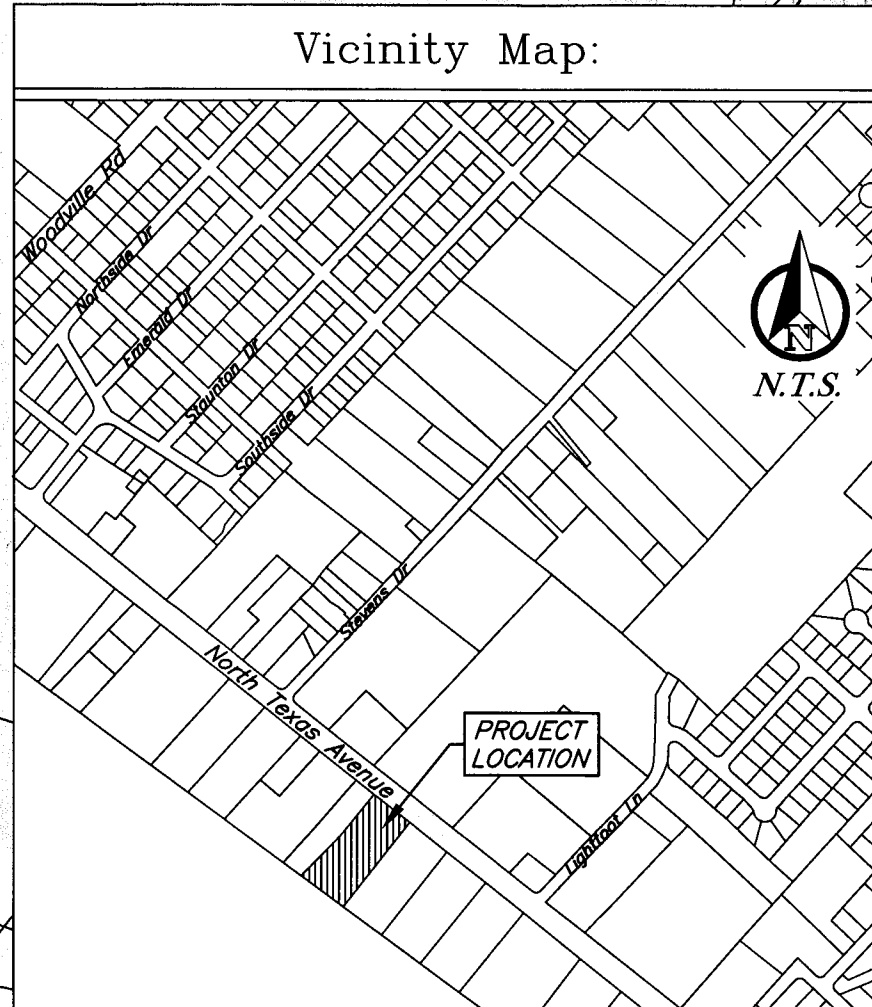 Vicinity Map:
Woodville Rd
Northside Dr
Emerald Dr
Staunton Dr
Southside Dr
N
N.T.S.
Stevens Dr
North Texas Avenue
PROJECT
LOCATION
Lightfoot Ln